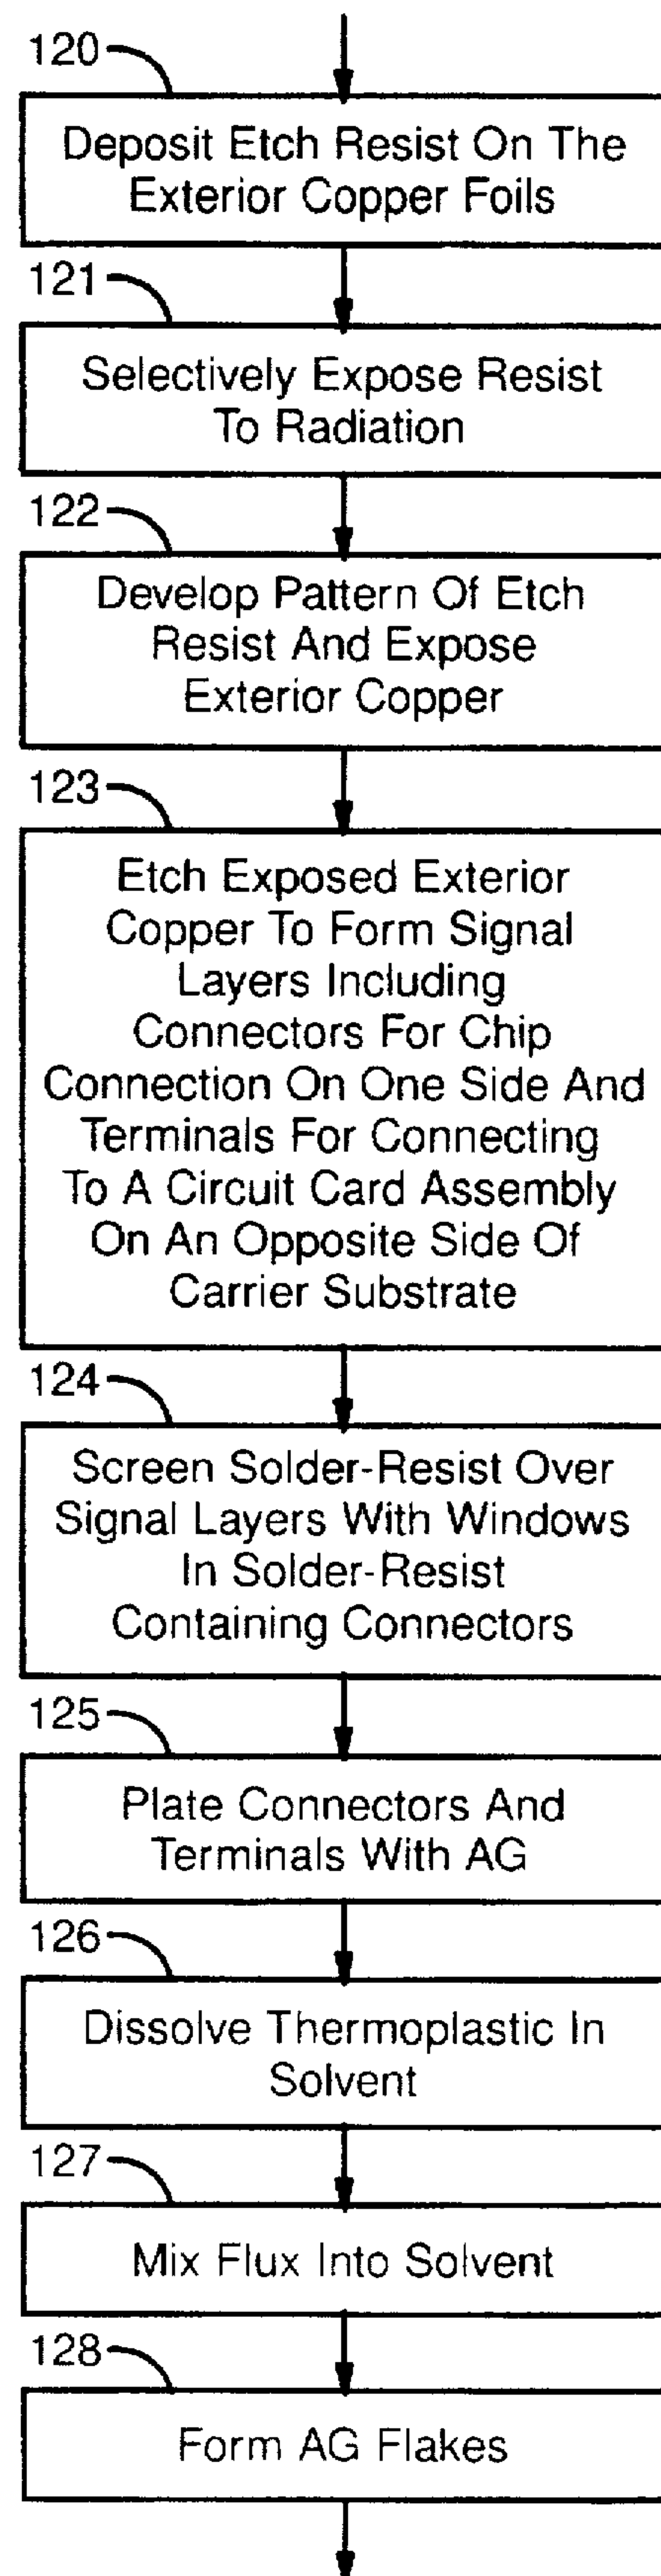 120
Deposit Etch Resist On The
Exterior Copper Foils
121
Selectively Expose Resist
To Radiation
122
Develop Pattern Of Etch
Resist And Expose
Exterior Copper
123
Etch Exposed Exterior
Copper To Form Signal
Layers Including
Connectors For Chip
Connection On One Side And
Terminals For Connecting
To A Circuit Card Assembly
On An Opposite Side Of
Carrier Substrate
124
Screen Solder-Resist Over
Signal Layers With Windows
In Solder-Resist
Containing Connectors
125
Plate Connectors And
Terminals With AG
126
Dissolve Thermoplastic In
Solvent
127
Mix Flux Into Solvent
128
Form AG Flakes